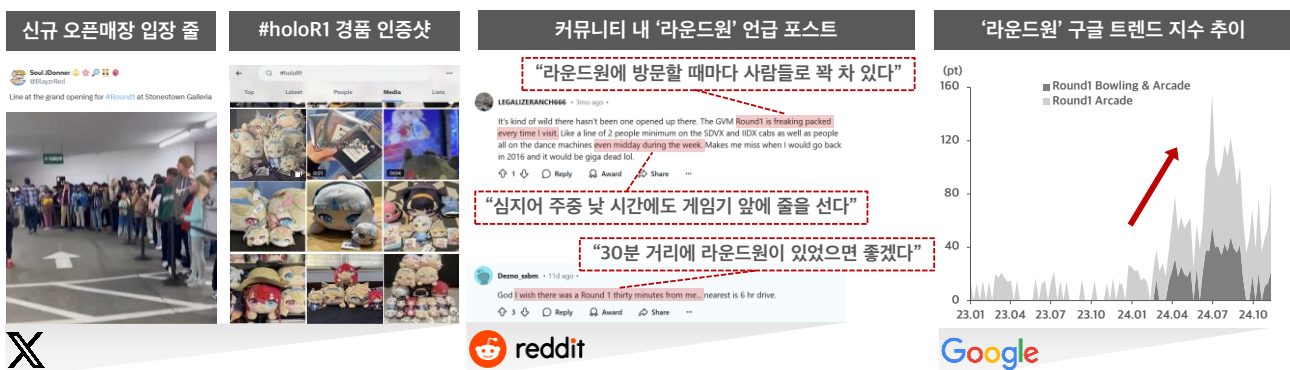 신규 오픈매장 입장 줄
Soul JDonner
@BlayzrRed
Line at the grand opening for #Round1 at Stonestown Galleria
X
#holoR1 경품 인증샷
#holoR1
Top Latest People Media Lists
0:21
0:04
커뮤니티 내 ‘라운드원’ 언급 포스트
“라운드원에 방문할 때마다 사람들로 꽉 차 있다”
LEGALIZERANCH666 • 3mo ago •
It's kind of wild there hasn't been one opened up there. The GVM Round1 is freaking packed
every time I visit. Like a line of 2 people minimum on the SDVX and IIDX cabs as well as people
all on the dance machines even midday during the week. Makes me miss when I would go back
in 2016 and it would be giga dead lol.
1 Reply Award Share ...
“심지어 주중 낮 시간에도 게임기 앞에 줄을 선다”
“30분 거리에 라운드원이 있었으면 좋겠다”
Dezno_ssbm • 11d ago •
God I wish there was a Round 1 thirty minutes from me.. nearest is 6 hr drive.
3 Reply Award Share ...
reddit
‘라운드원’ 구글 트렌드 지수 추이
(pt)
Round1 Bowling & Arcade
Round1 Arcade
160
120
80
40
0
23.01 23.04 23.07 23.10 24.01 24.04 24.07 24.10
Google